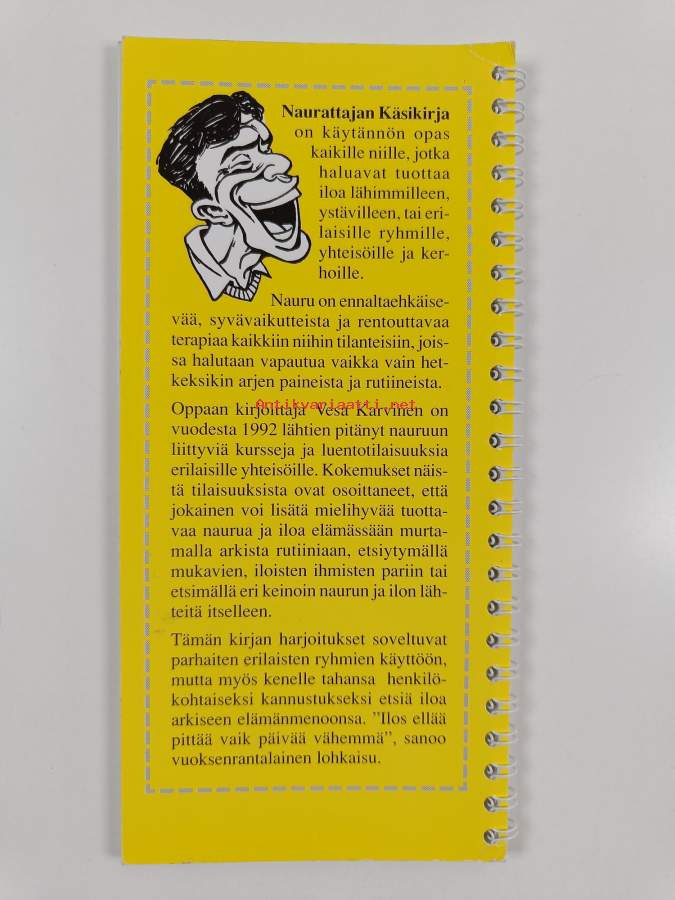 Naurattajan Käsikirja
on käytännön opas
kaikille niille, jotka
haluavat tuottaa
iloa lähimmilleen,
ystävilleen, tai eri-
laisille ryhmille,
yhteisöille ja ker-
hoille.
Nauru on ennaltaehkäise-
vää, syvävaikutteista ja rentouttavaa
terapiaa kaikkiin niihin tilanteisiin, jois-
sa halutaan vapautua vaikka vain het-
keksikin arjen paineista ja rutiineista.
Antikvariaatti.net
Oppaan kirjoittaja Vesa Karvinen on
vuodesta 1992 lähtien pitänyt nauruun
liittyviä kursseja ja luentotilaisuuksia
erilaisille yhteisöille. Kokemukset näis-
tä tilaisuuksista ovat osoittaneet, että
jokainen voi lisätä mielihyvää tuotta-
vaa naurua ja iloa elämässään murta-
malla arkista rutiiniaan, etsiytymällä
mukavien, iloisten ihmisten pariin tai
etsimällä eri keinoin naurun ja ilon läh-
teitä itselleen.
Tämän kirjan harjoitukset soveltuvat
parhaiten erilaisten ryhmien käyttöön,
mutta myös kenelle tahansa henkilö-
kohtaiseksi kannustukseksi etsiä iloa
arkiseen elämänmenoonsa. ”Ilos ellää
pittää vaik päivää vähemmä”, sanoo
vuoksenrantalainen lohkaisu.